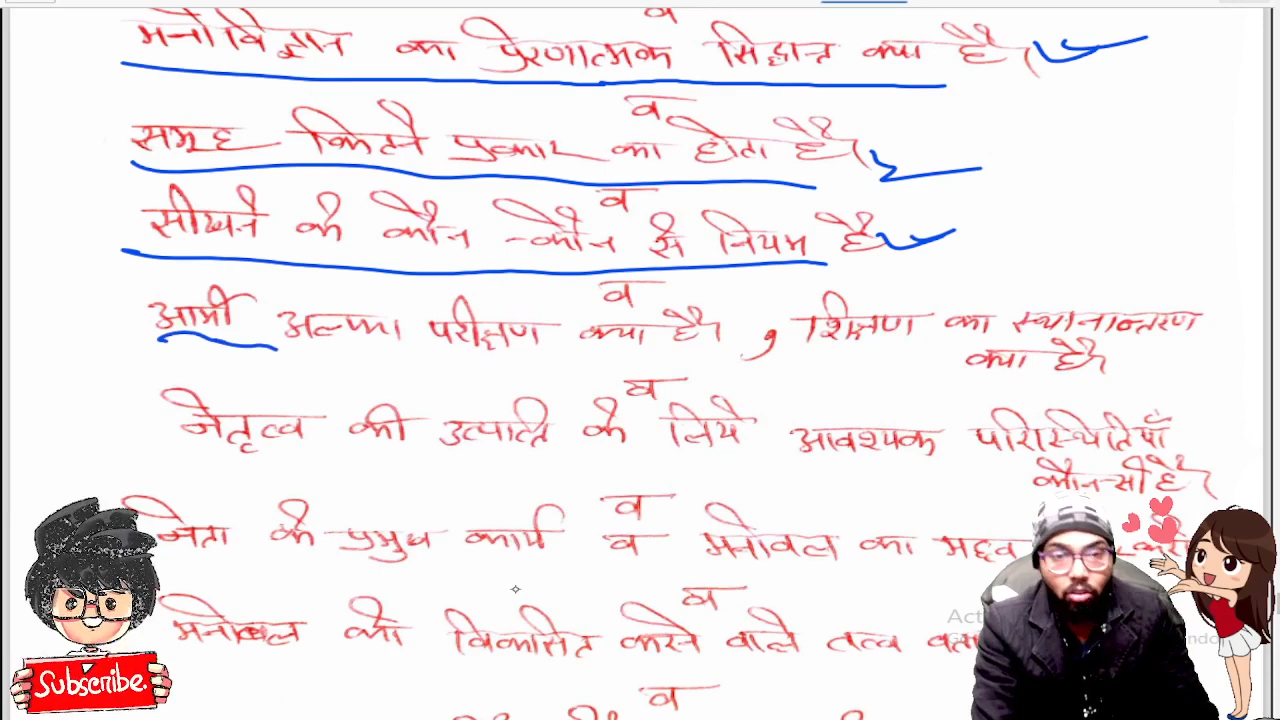 व
मनोविज्ञान का प्रेरणात्मक सिद्धान्त क्या है।
व
समूह कितने प्रकार का होता है।
व
सीखने के कौन-कौन से नियम है
व
आर्मी अल्फा परीक्षण क्या है। , शिक्षण का स्थानान्तरण
क्या है।
व
नेतृत्व की उत्पत्ति के लिये आवश्यक परिस्थितियाँ
कौन-सी है।
व
नेता के प्रमुख कार्य व मनोबल का
व
मनोबल को विकसित करने वाले तत्व
व
Subscribe.